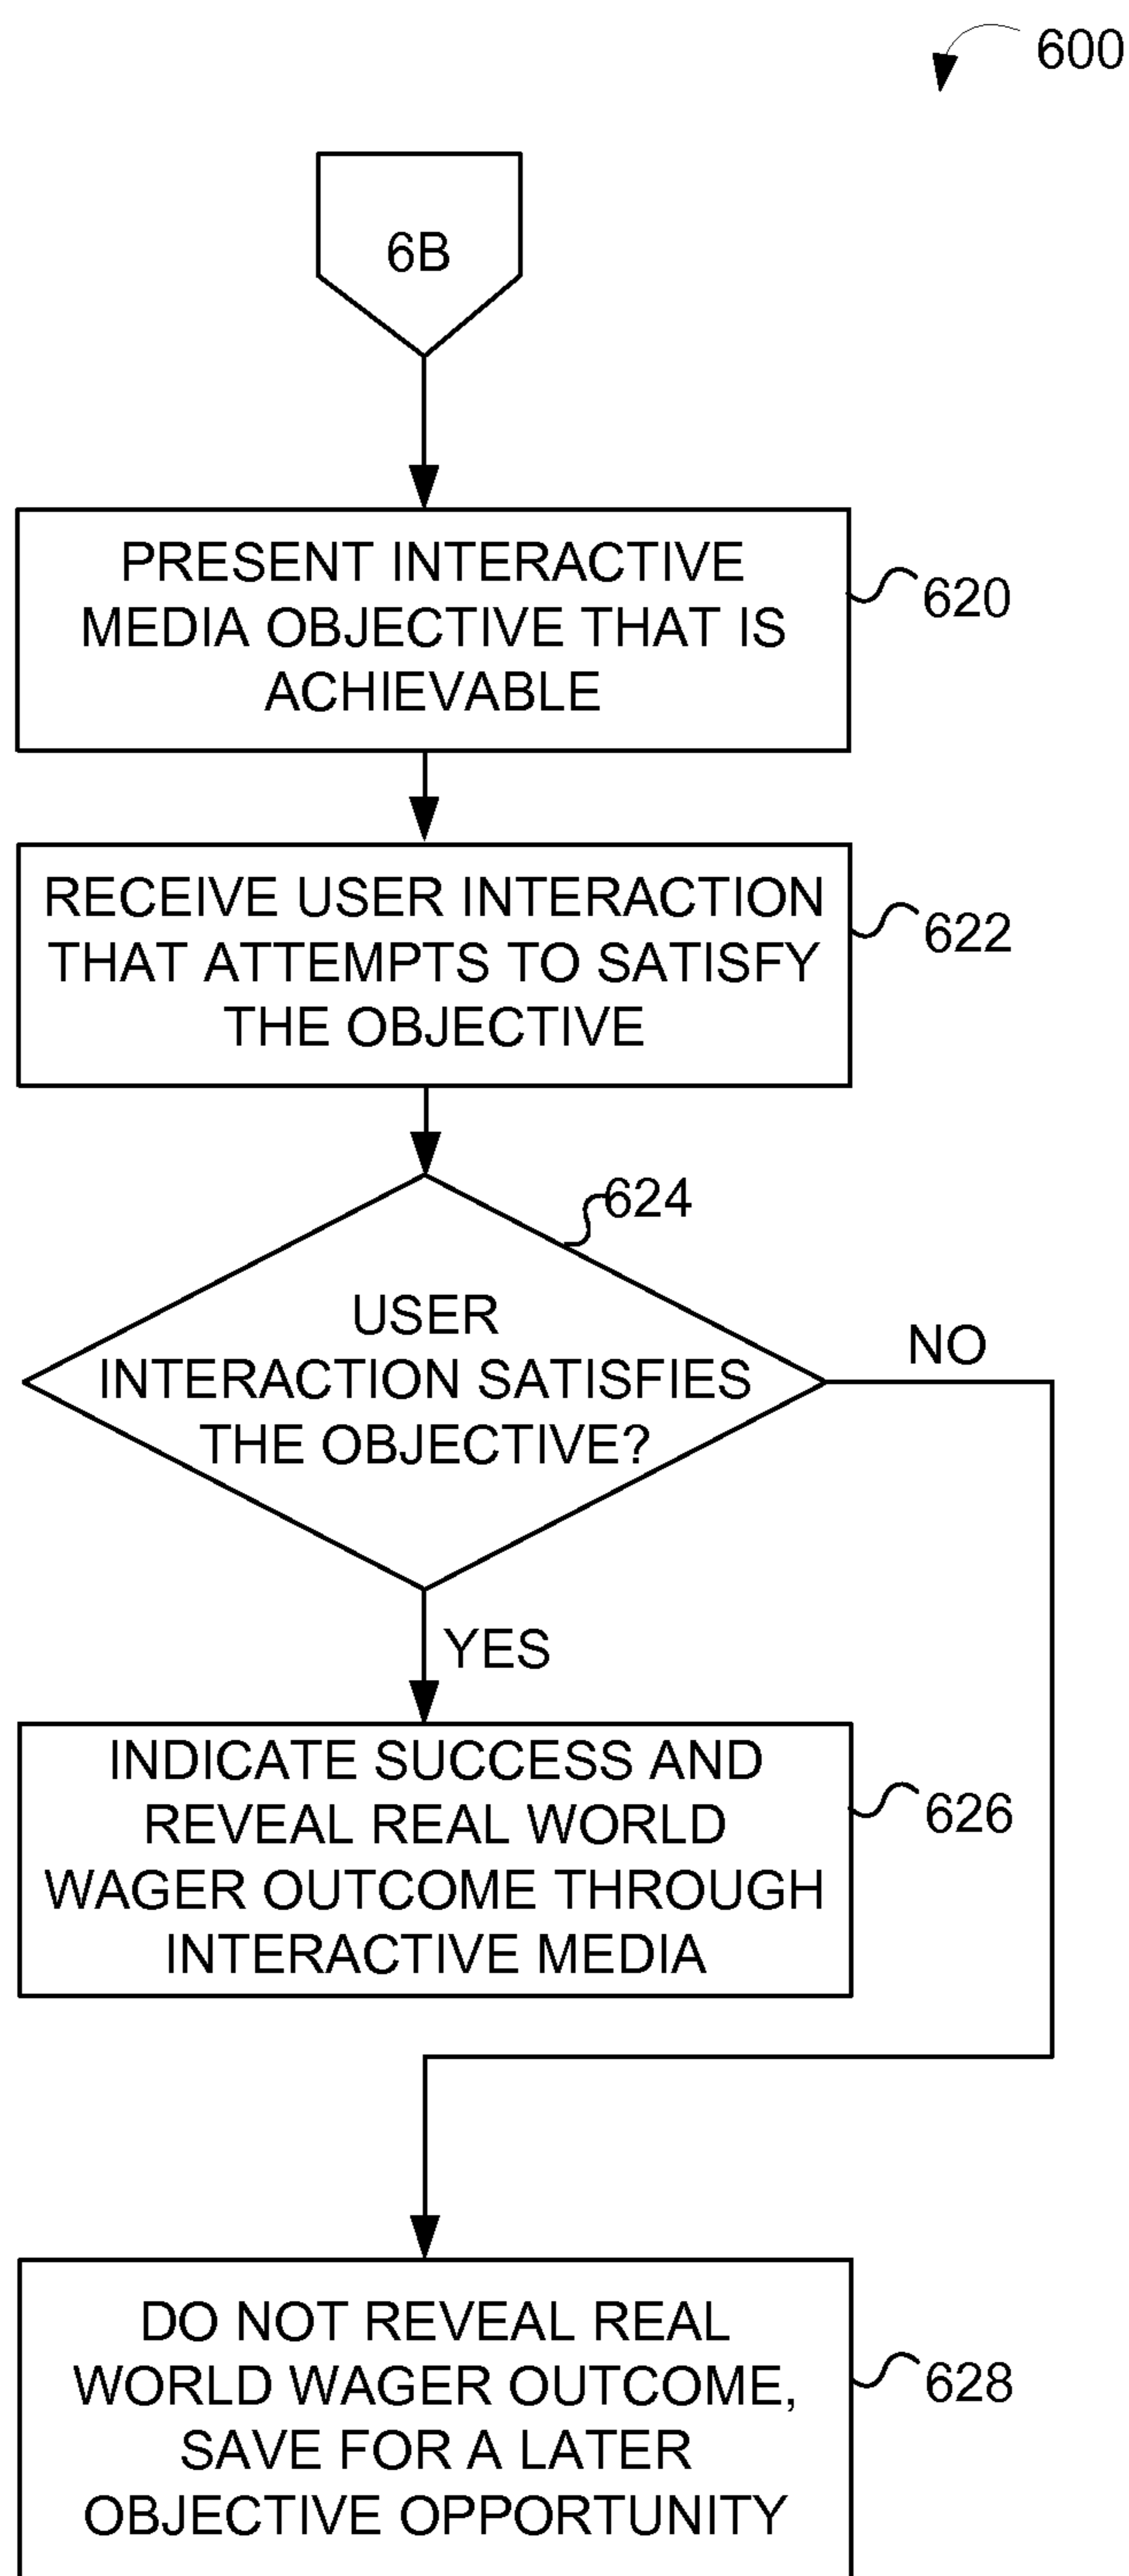 600
6B
PRESENT INTERACTIVE
MEDIA OBJECTIVE THAT IS
ACHIEVABLE
620
RECEIVE USER INTERACTION
THAT ATTEMPTS TO SATISFY
THE OBJECTIVE
622
624
USER
INTERACTION SATISFIES
THE OBJECTIVE?
NO
YES
INDICATE SUCCESS AND
REVEAL REAL WORLD
WAGER OUTCOME THROUGH
INTERACTIVE MEDIA
626
DO NOT REVEAL REAL
WORLD WAGER OUTCOME,
SAVE FOR A LATER
OBJECTIVE OPPORTUNITY
628